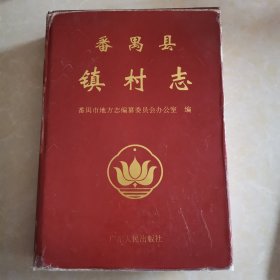 番禺县
镇村志
番禺市地方志编纂委员会办公室 编
广东人民出版社